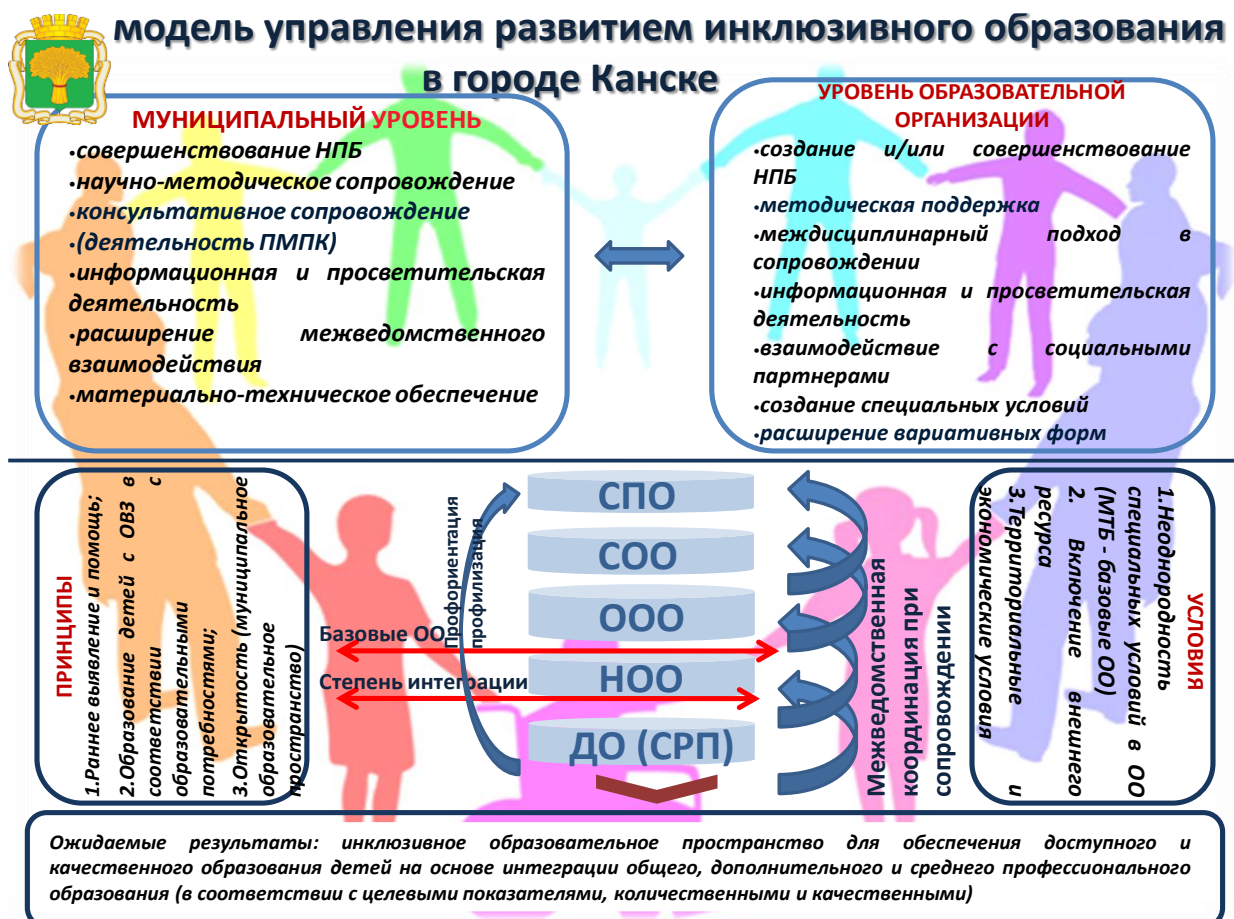 модель управления развитием инклюзивного образования
в городе Канске
МУНИЦИПАЛЬНЫЙ УРОВЕНЬ
•совершенствование НПБ
•научно-методическое сопровождение
•консультативное сопровождение
•(деятельность ПМПК)
•информационная и просветительская
деятельность
•расширение межведомственного
взаимодействия
•материально-техническое обеспечение
УРОВЕНЬ ОБРАЗОВАТЕЛЬНОЙ
ОРГАНИЗАЦИИ
•создание и/или совершенствование
НПБ
•методическая поддержка
•междисциплинарный подход в
сопровождении
•информационная и просветительская
деятельность
•взаимодействие с социальными
партнерами
•создание специальных условий
•расширение вариативных форм
ПРИНЦИПЫ
1.Раннее выявление и помощь;
2.Образование детей с ОВЗ в
соответствии с
образовательными
потребностями;
3.Открытость (муниципальное
образовательное
пространство)
Профориентация
профилизация
Базовые ОО
Степень интеграции
СПО
СОО
ООО
НОО
ДО (СРП)
Межведомственная
координация при
сопровождении
УСЛОВИЯ
1.Неоднородность
специальных условий в ОО
(МТБ - базовые ОО)
2. Включение внешнего
ресурса
3.Территориальные и
экономические условия
Ожидаемые результаты: инклюзивное образовательное пространство для обеспечения доступного и
качественного образования детей на основе интеграции общего, дополнительного и среднего профессионального
образования (в соответствии с целевыми показателями, количественными и качественными)